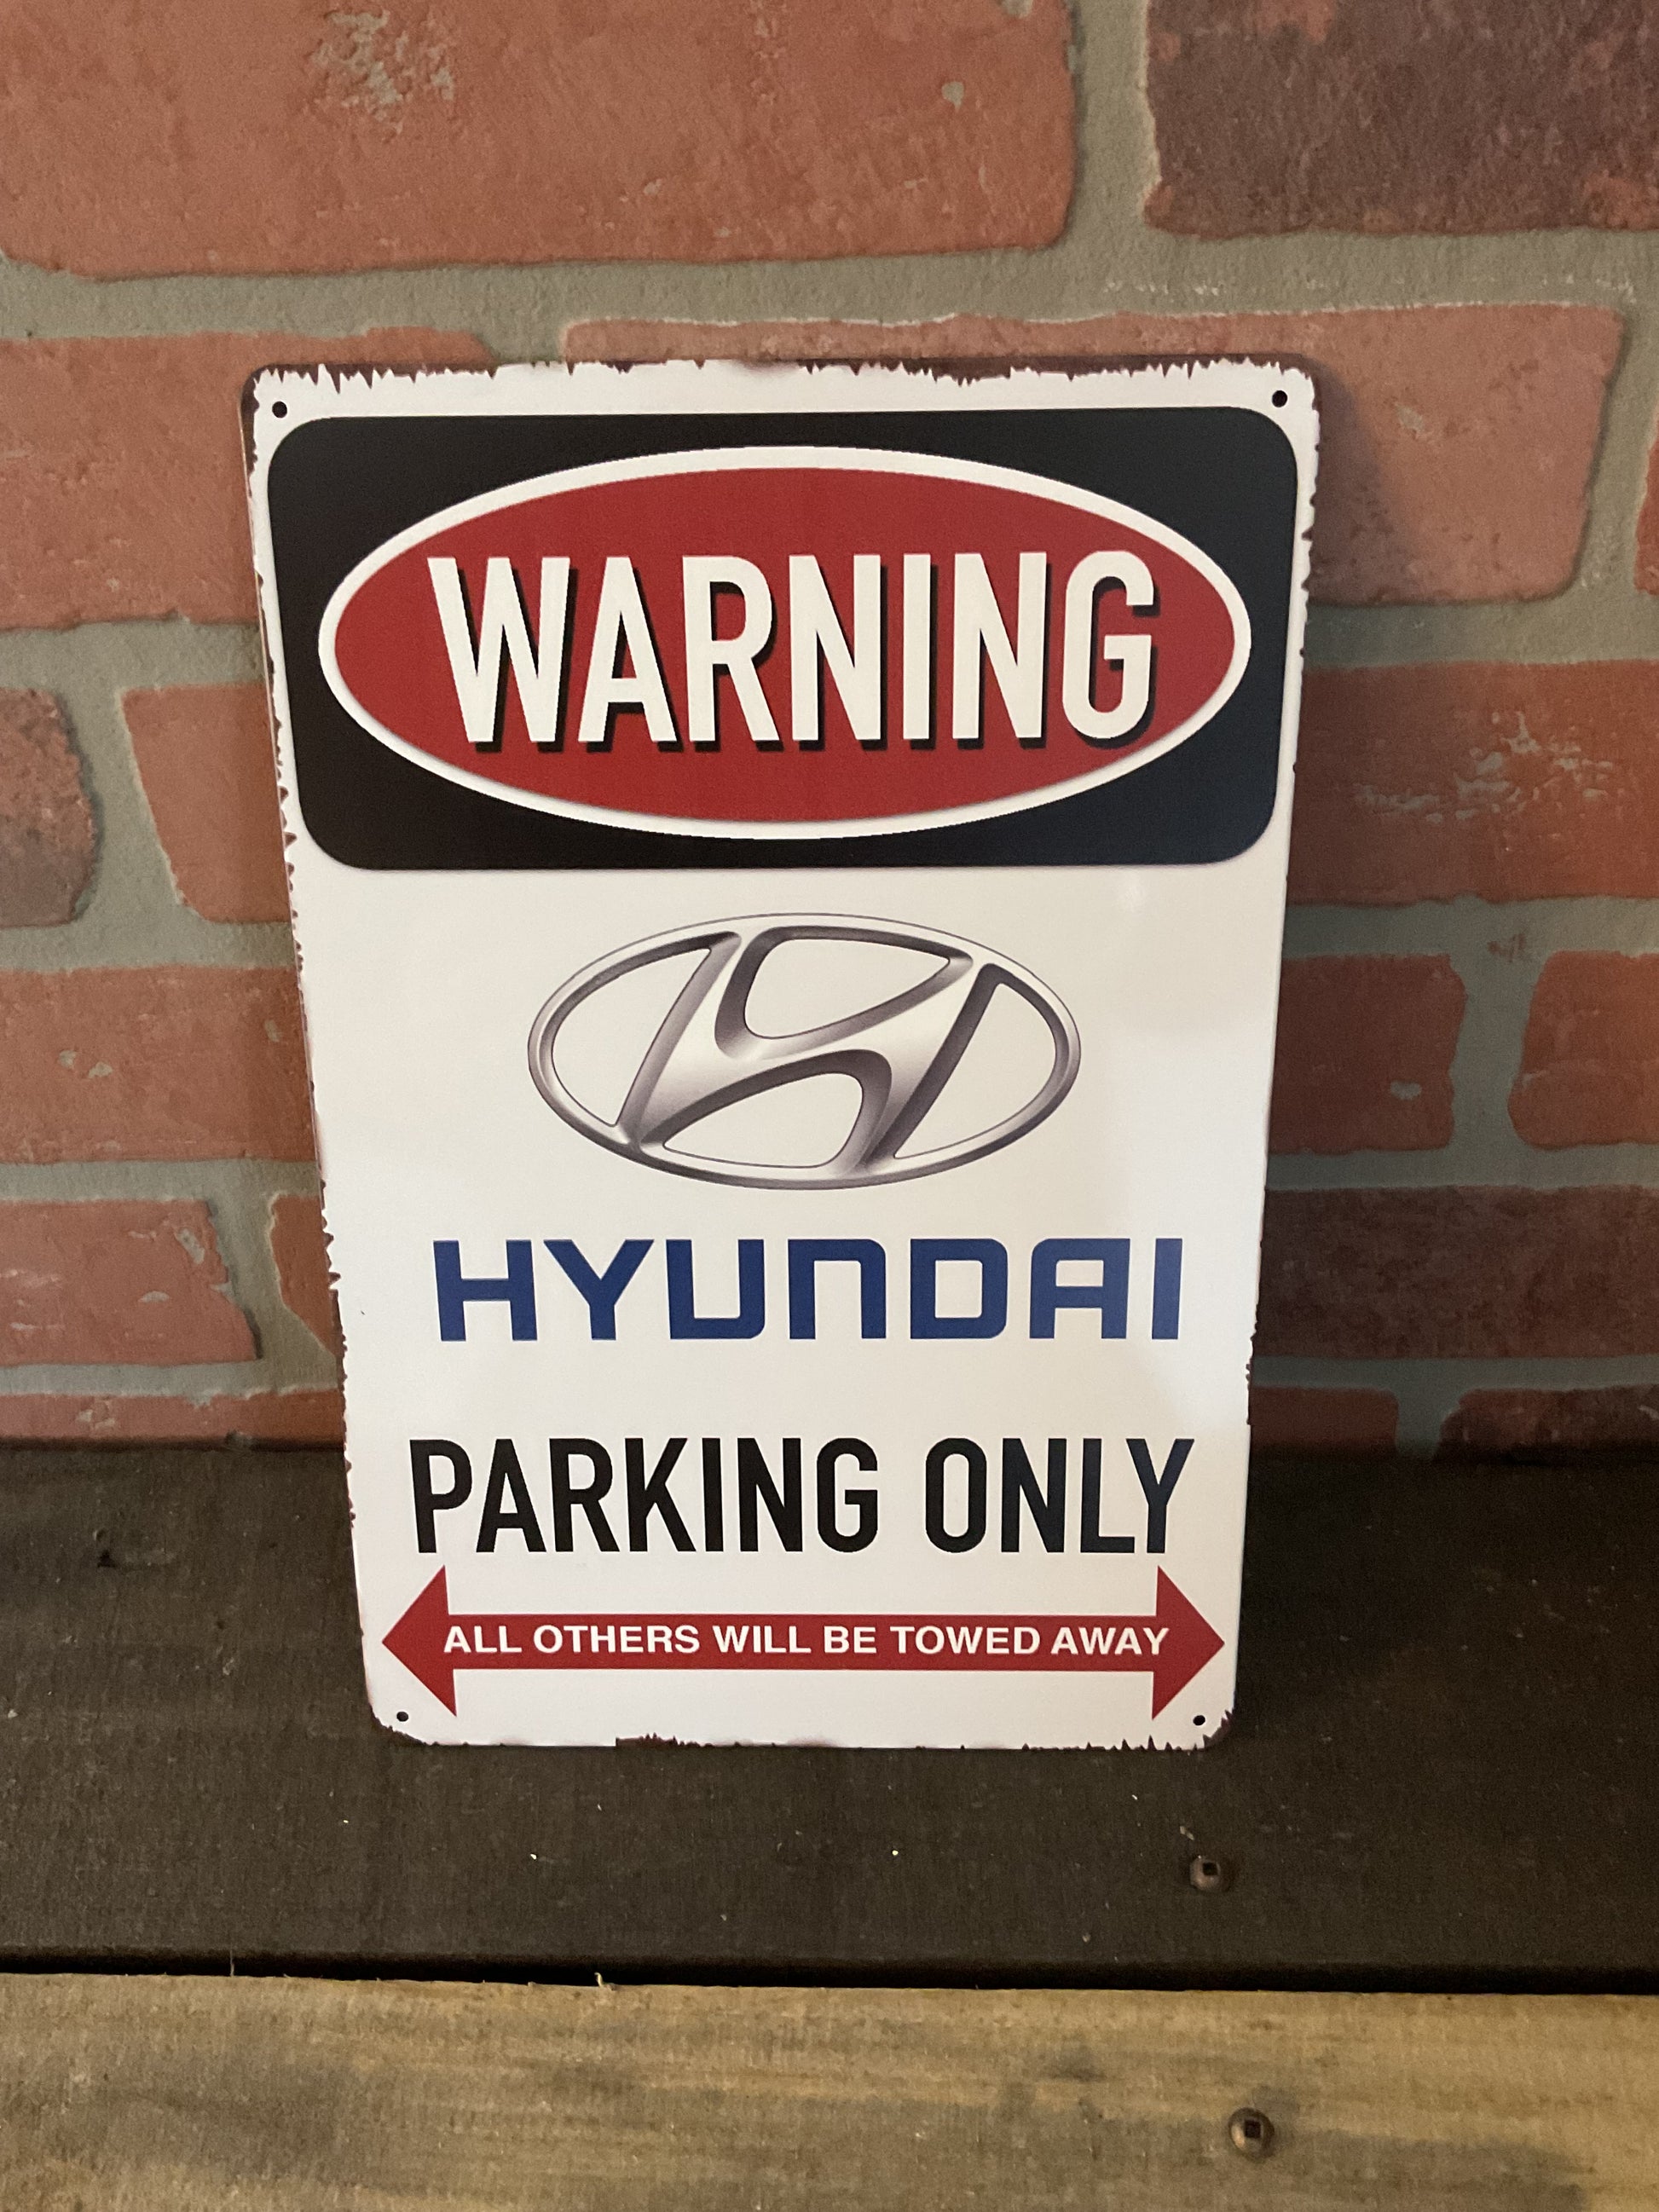 WARNING
HYUNDAI
PARKING ONLY
ALL OTHERS WILL BE TOWED AWAY